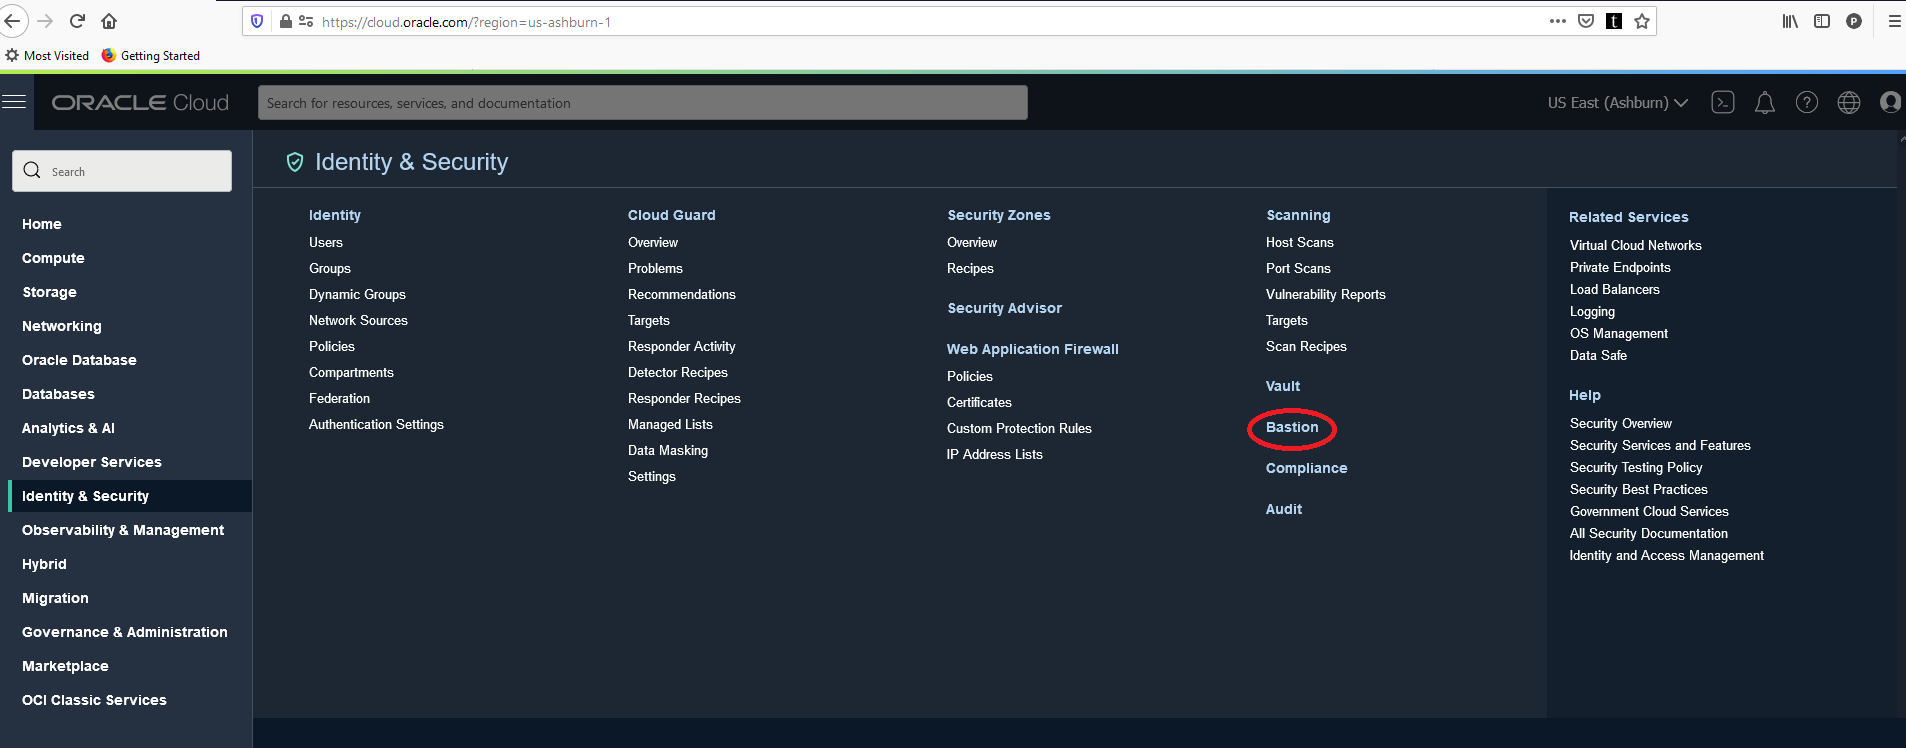 https://cloud.oracle.com/?region=us-ashburn-1
Most Visited
Getting Started
ORACLE Cloud
Search for resources, services, and documentation
US East (Ashburn)
Search
Home
Compute
Storage
Networking
Oracle Database
Databases
Analytics & AI
Developer Services
Identity & Security
Observability & Management
Hybrid
Migration
Governance & Administration
Marketplace
OCI Classic Services
Identity & Security
Identity
Users
Groups
Dynamic Groups
Network Sources
Policies
Compartments
Federation
Authentication Settings
Cloud Guard
Overview
Problems
Recommendations
Targets
Responder Activity
Detector Recipes
Responder Recipes
Managed Lists
Data Masking
Settings
Security Zones
Overview
Recipes
Security Advisor
Web Application Firewall
Policies
Certificates
Custom Protection Rules
IP Address Lists
Scanning
Host Scans
Port Scans
Vulnerability Reports
Targets
Scan Recipes
Vault
Bastion
Compliance
Audit
Related Services
Virtual Cloud Networks
Private Endpoints
Load Balancers
Logging
OS Management
Data Safe
Help
Security Overview
Security Services and Features
Security Testing Policy
Security Best Practices
Government Cloud Services
All Security Documentation
Identity and Access Management